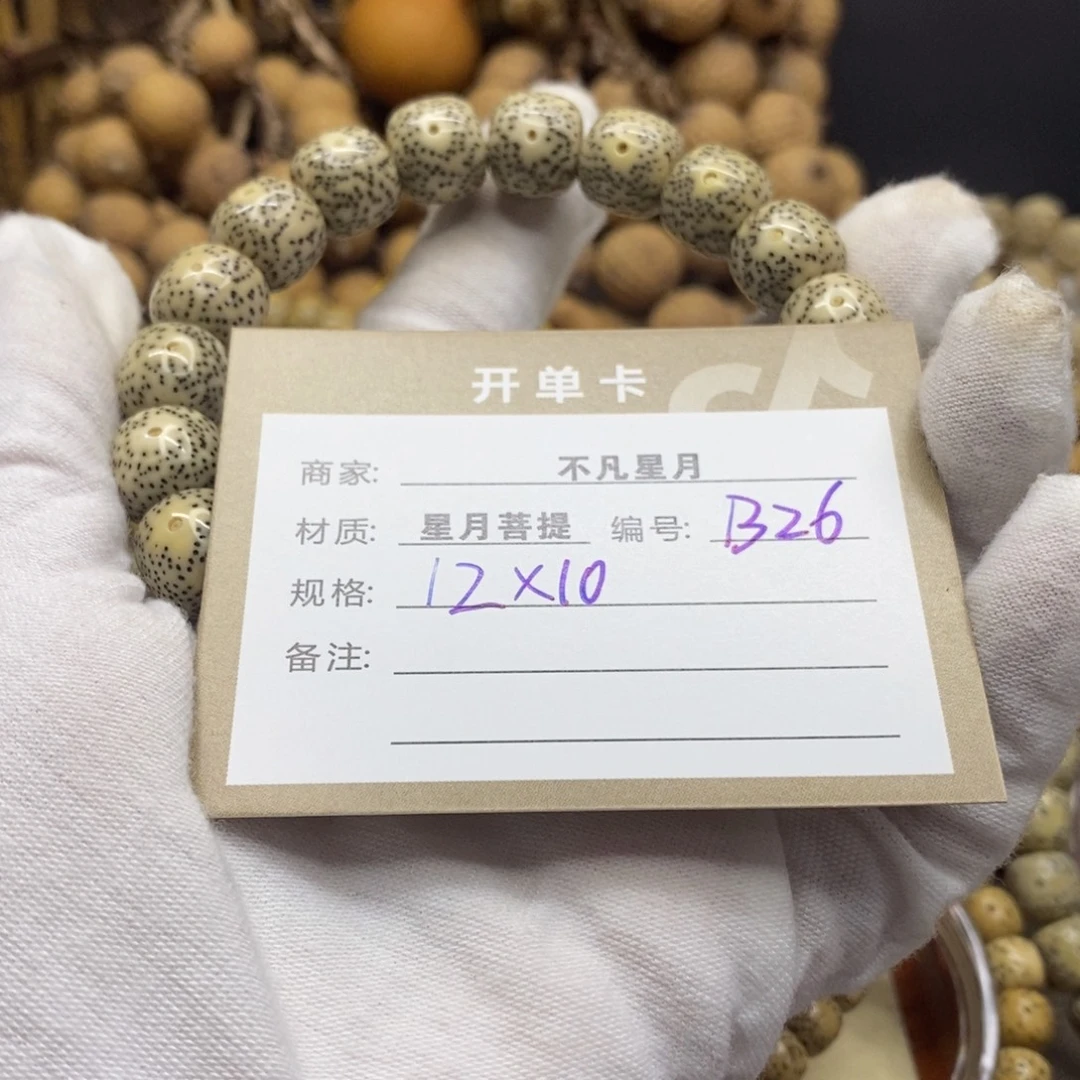 开单卡
商家: 不凡星月
材质: 星月菩提 编号: B26
规格: 12×10
备注: